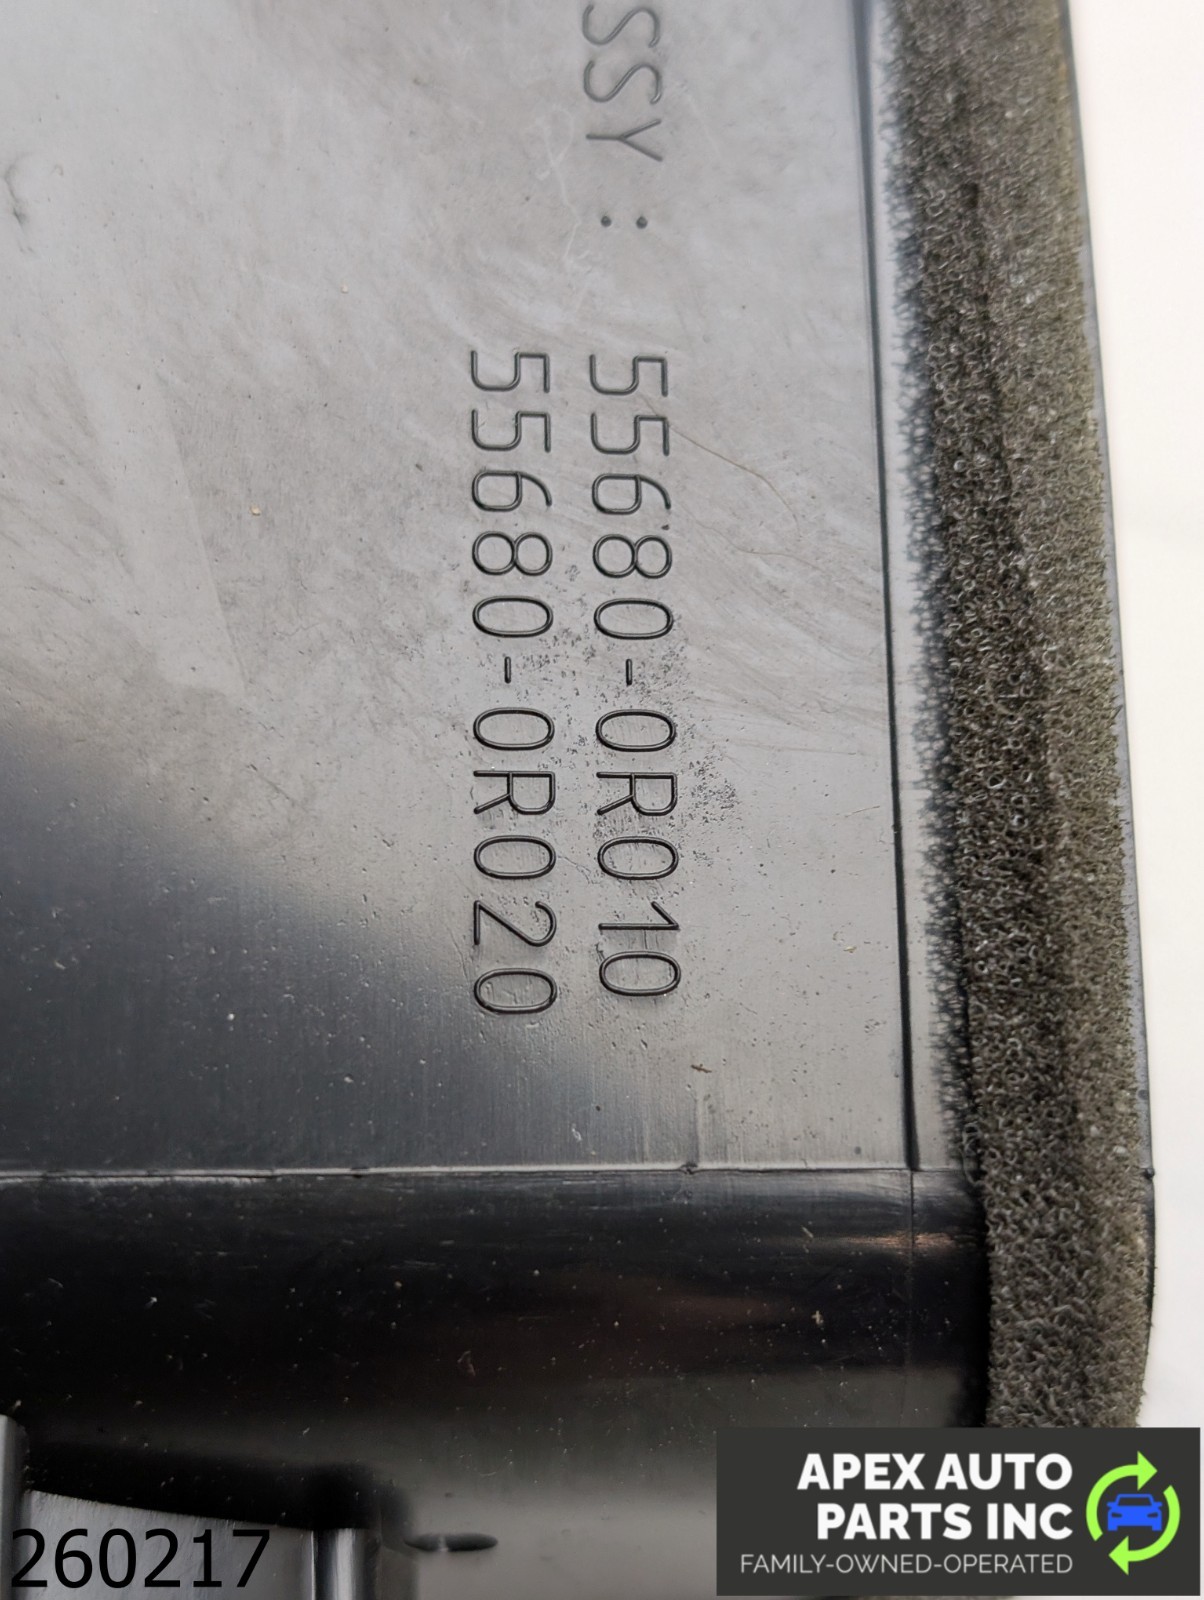 SSY :
55680-0R010
55680-0R020
260217
APEX AUTO
PARTS INC
FAMILY-OWNED-OPERATED